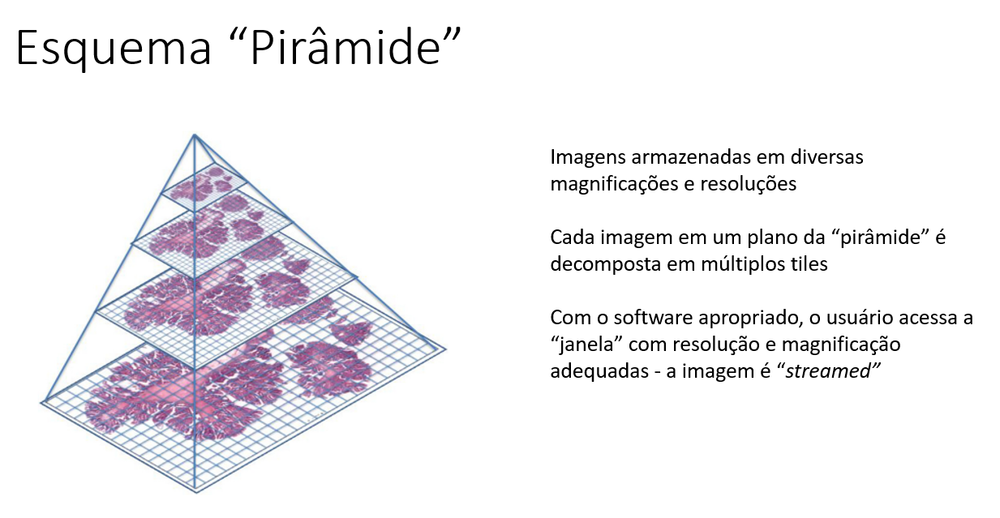 Esquema “Pirâmide”
Imagens armazenadas em diversas
magnificações e resoluções
Cada imagem em um plano da “pirâmide” é
decomposta em múltiplos tiles
Com o software apropriado, o usuário acessa a
“janela” com resolução e magnificação
adequadas - a imagem é “streamed”